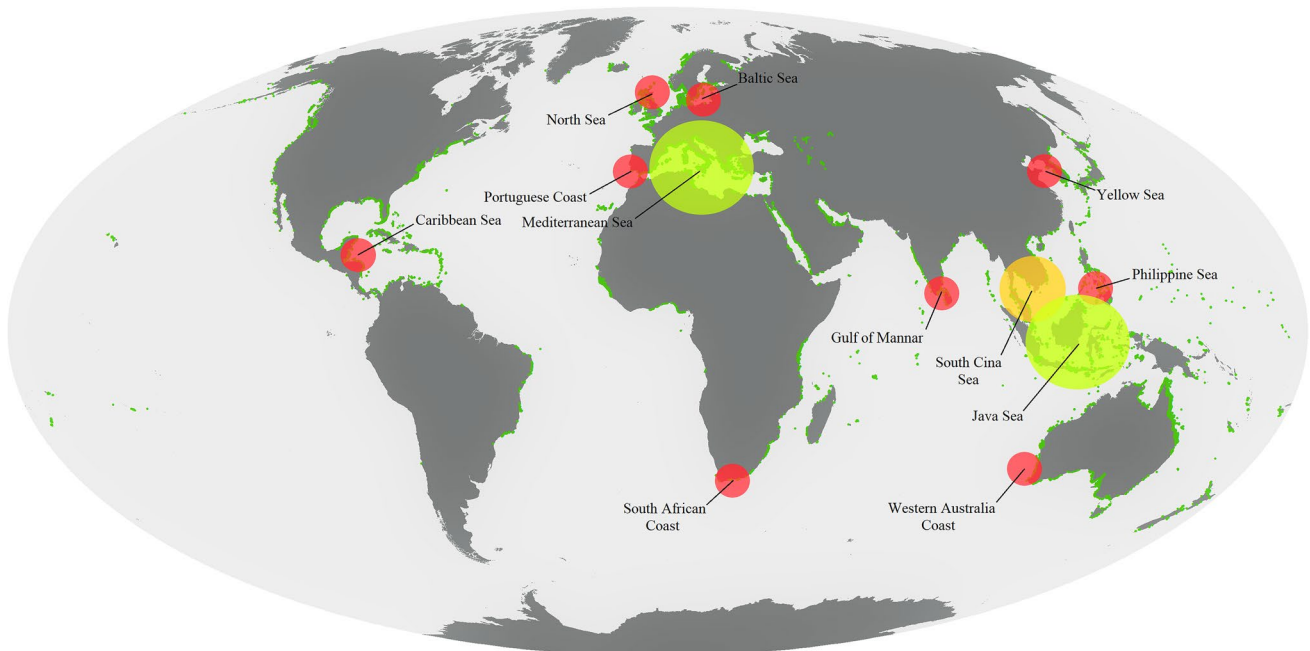 Baltic Sea
North Sea
Portuguese Coast
Yellow Sea
Caribbean Sea
Mediterranean Sea
Philippine Sea
Gulf of Mannar
South Cina
Sea
Java Sea
South African
Coast
Western Australia
Coast